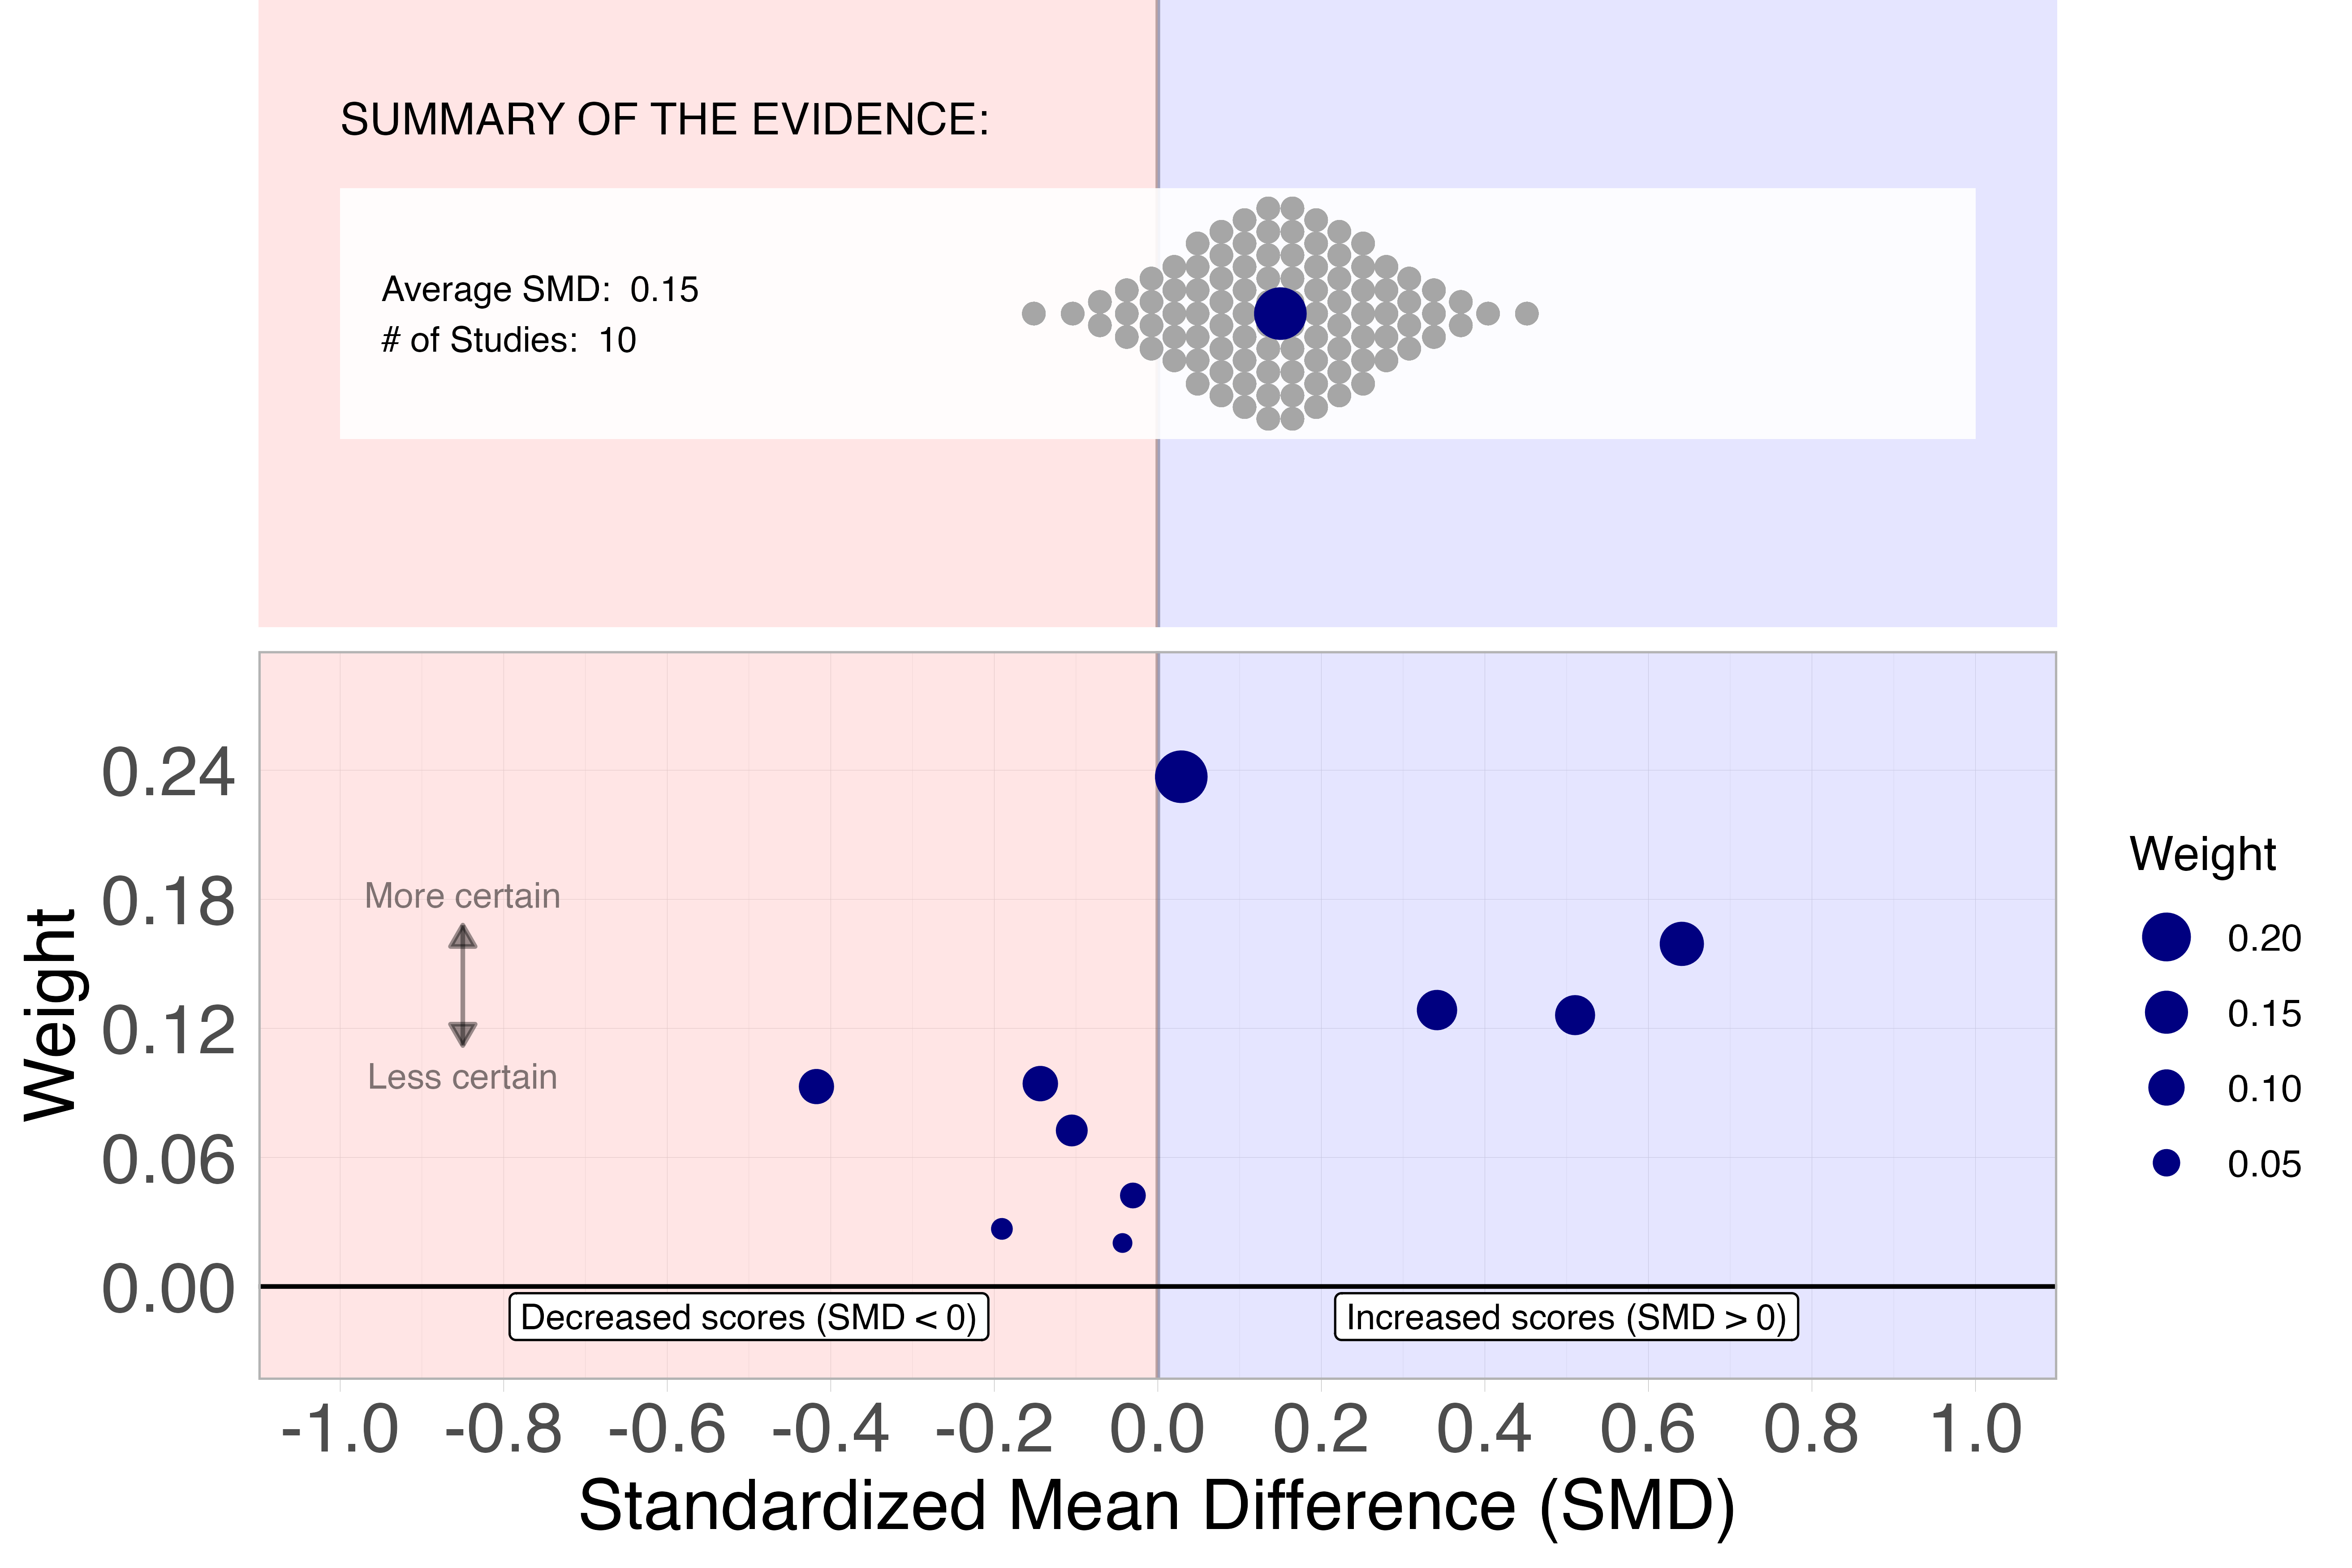 SUMMARY OF THE EVIDENCE:
Average SMD: 0.15
# of Studies: 10
Weight
0.24
0.18
0.12
0.06
0.00
More certain
Less certain
Decreased scores (SMD < 0)
Increased scores (SMD > 0)
-1.0 -0.8 -0.6 -0.4 -0.2 0.0 0.2 0.4 0.6 0.8 1.0
Standardized Mean Difference (SMD)
Weight
0.20
0.15
0.10
0.05